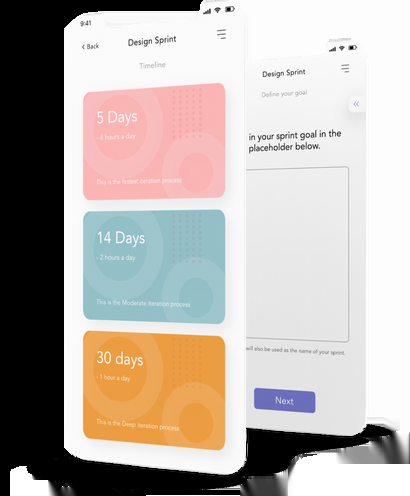 9:41
Back
Design Sprint
Timeline
5 Days
- 6 hours a day
This is the fastest iteration process
14 Days
- 2 hours a day
This is the Moderate iteration process
30 days
- 1 hour a day
This is the Deep iteration process
Design Sprint
Define your goal
in your sprint goal in the
placeholder below.
will also be used as the name of your sprint.
Next